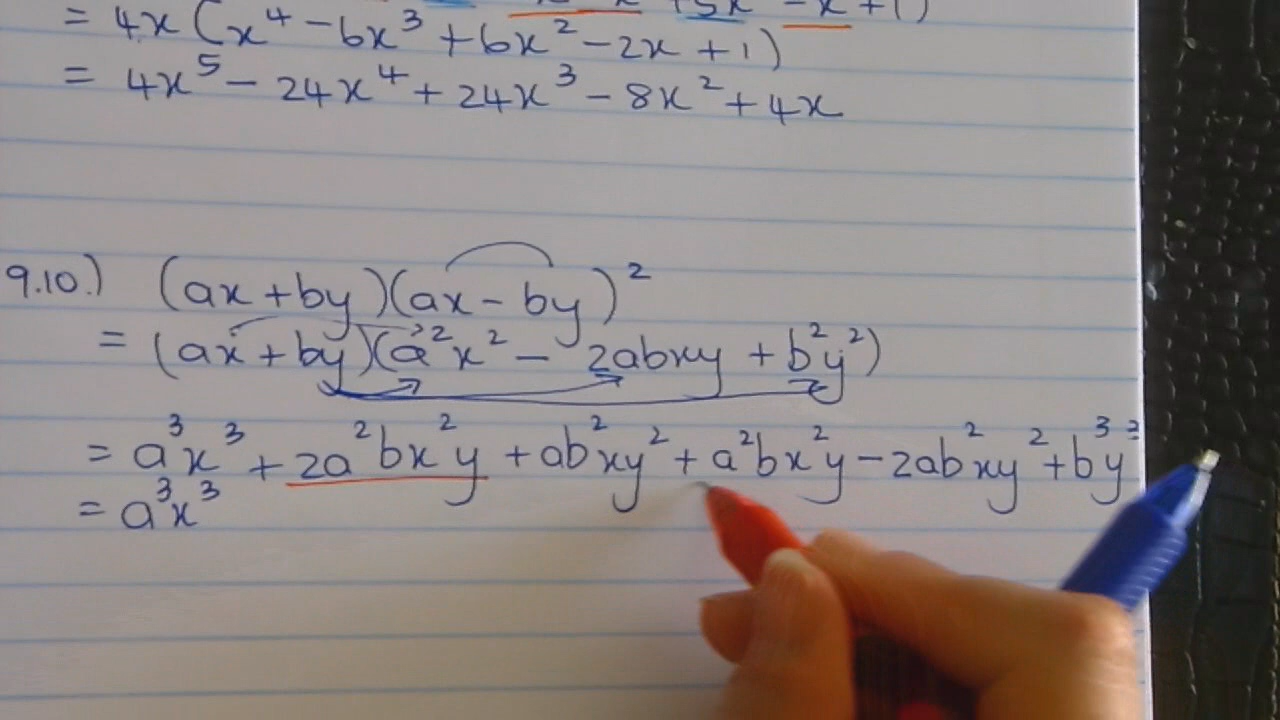 = 4x(x⁴ - 6x³ + 6x² - 2x + 1)
= 4x⁵ - 24x⁴ + 24x³ - 8x² + 4x
9.10.) (ax + by)(ax - by)²
= (ax + by)(a²x² - 2abxy + b²y²)
= a³x³ + 2a²bx²y + ab²xy² + a²bx²y - 2ab²xy² + b³y³
= a³x³